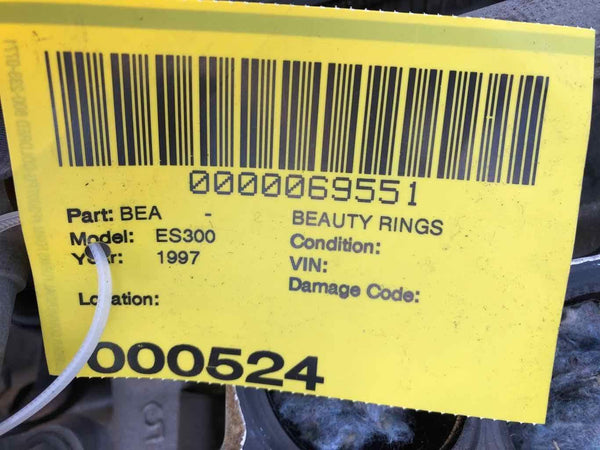 0000069551
Part: BEA - BEAUTY RINGS
Model: ES300 Condition:
Year: 1997 VIN:
Damage Code:
Location:
000524